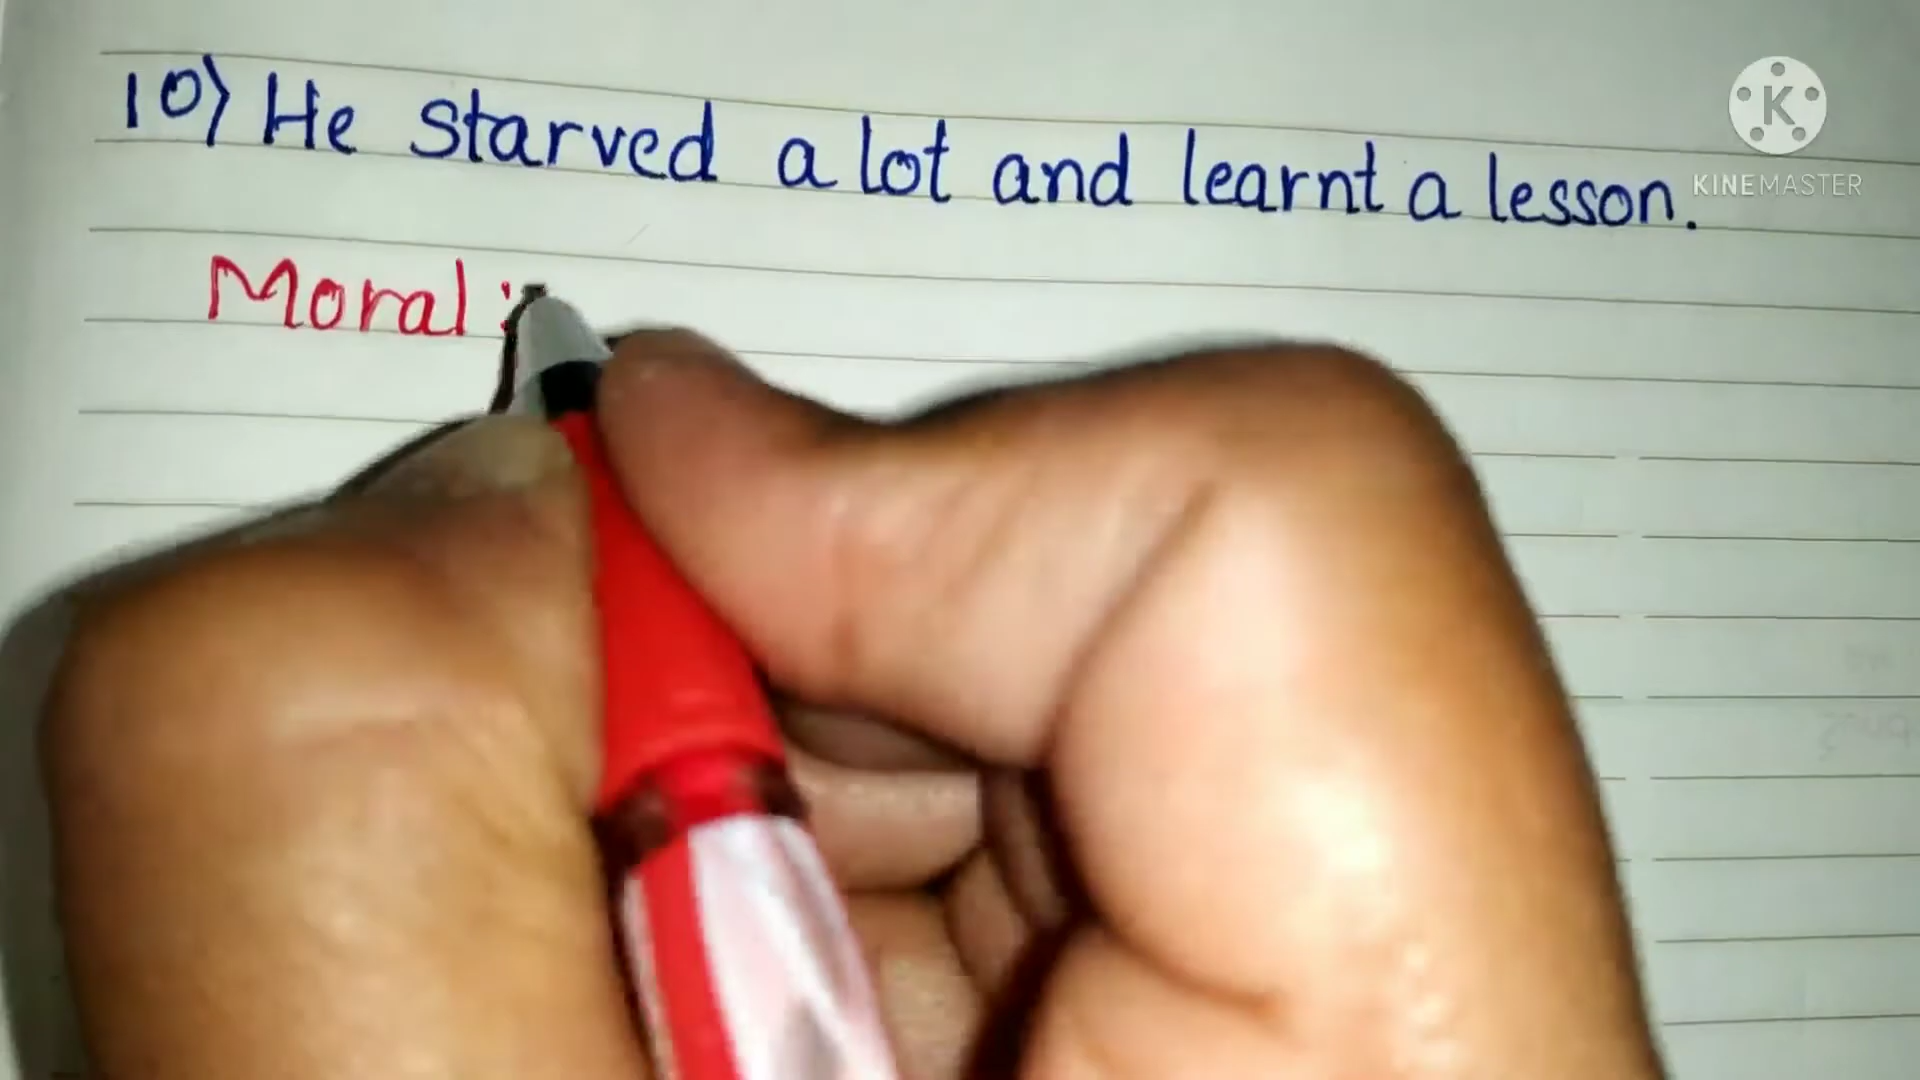 10) He starved a lot and learnt a lesson.
Moral :
K
KINEMASTER